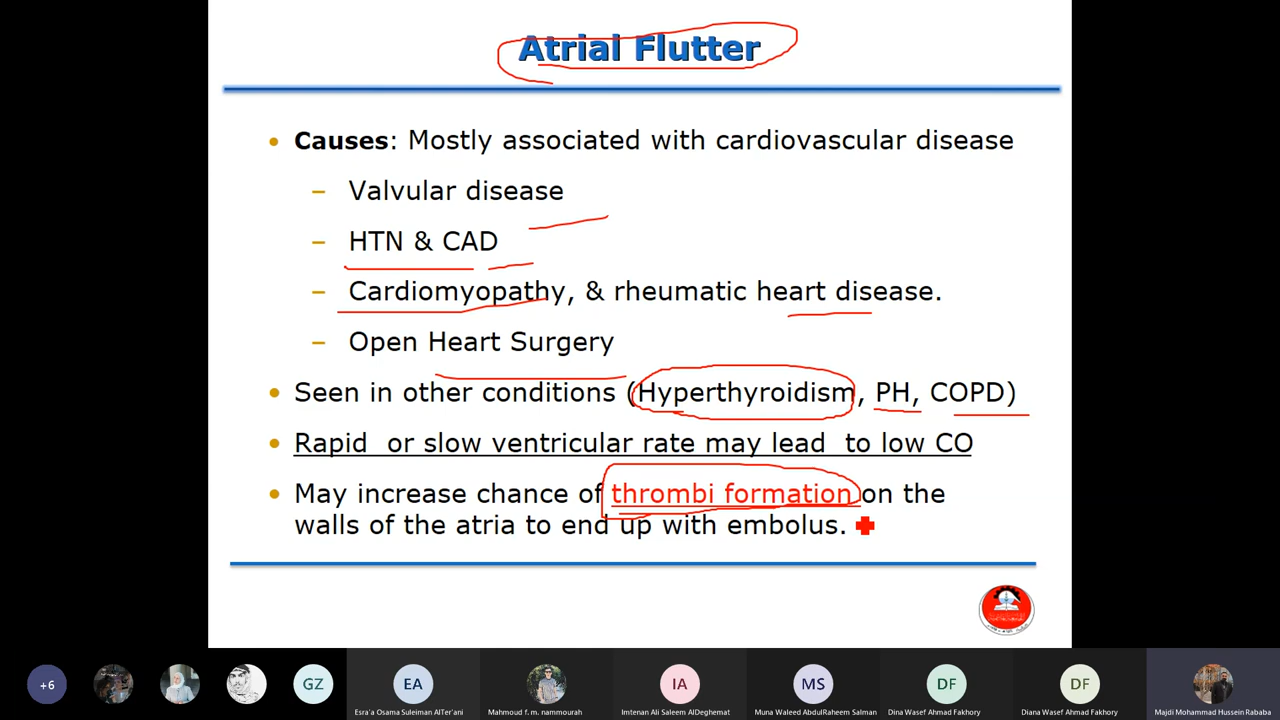 Atrial Flutter
• Causes: Mostly associated with cardiovascular disease
– Valvular disease
– HTN & CAD
– Cardiomyopathy, & rheumatic heart disease.
– Open Heart Surgery
• Seen in other conditions (Hyperthyroidism, PH, COPD)
• Rapid or slow ventricular rate may lead to low CO
• May increase chance of thrombi formation on the
walls of the atria to end up with embolus.
+6
GZ
EA
IA
MS
DF
DF
Esra'a Osama Suleiman AlTer'ani
Mahmoud f. m. nammourah
Imtenan Ali Saleem AlDeghemat
Muna Waleed AbdulRaheem Salman
Dina Wasef Ahmad Fakhory
Diana Wasef Ahmad Fakhory
Majdi Mohammad Hussein Rababa